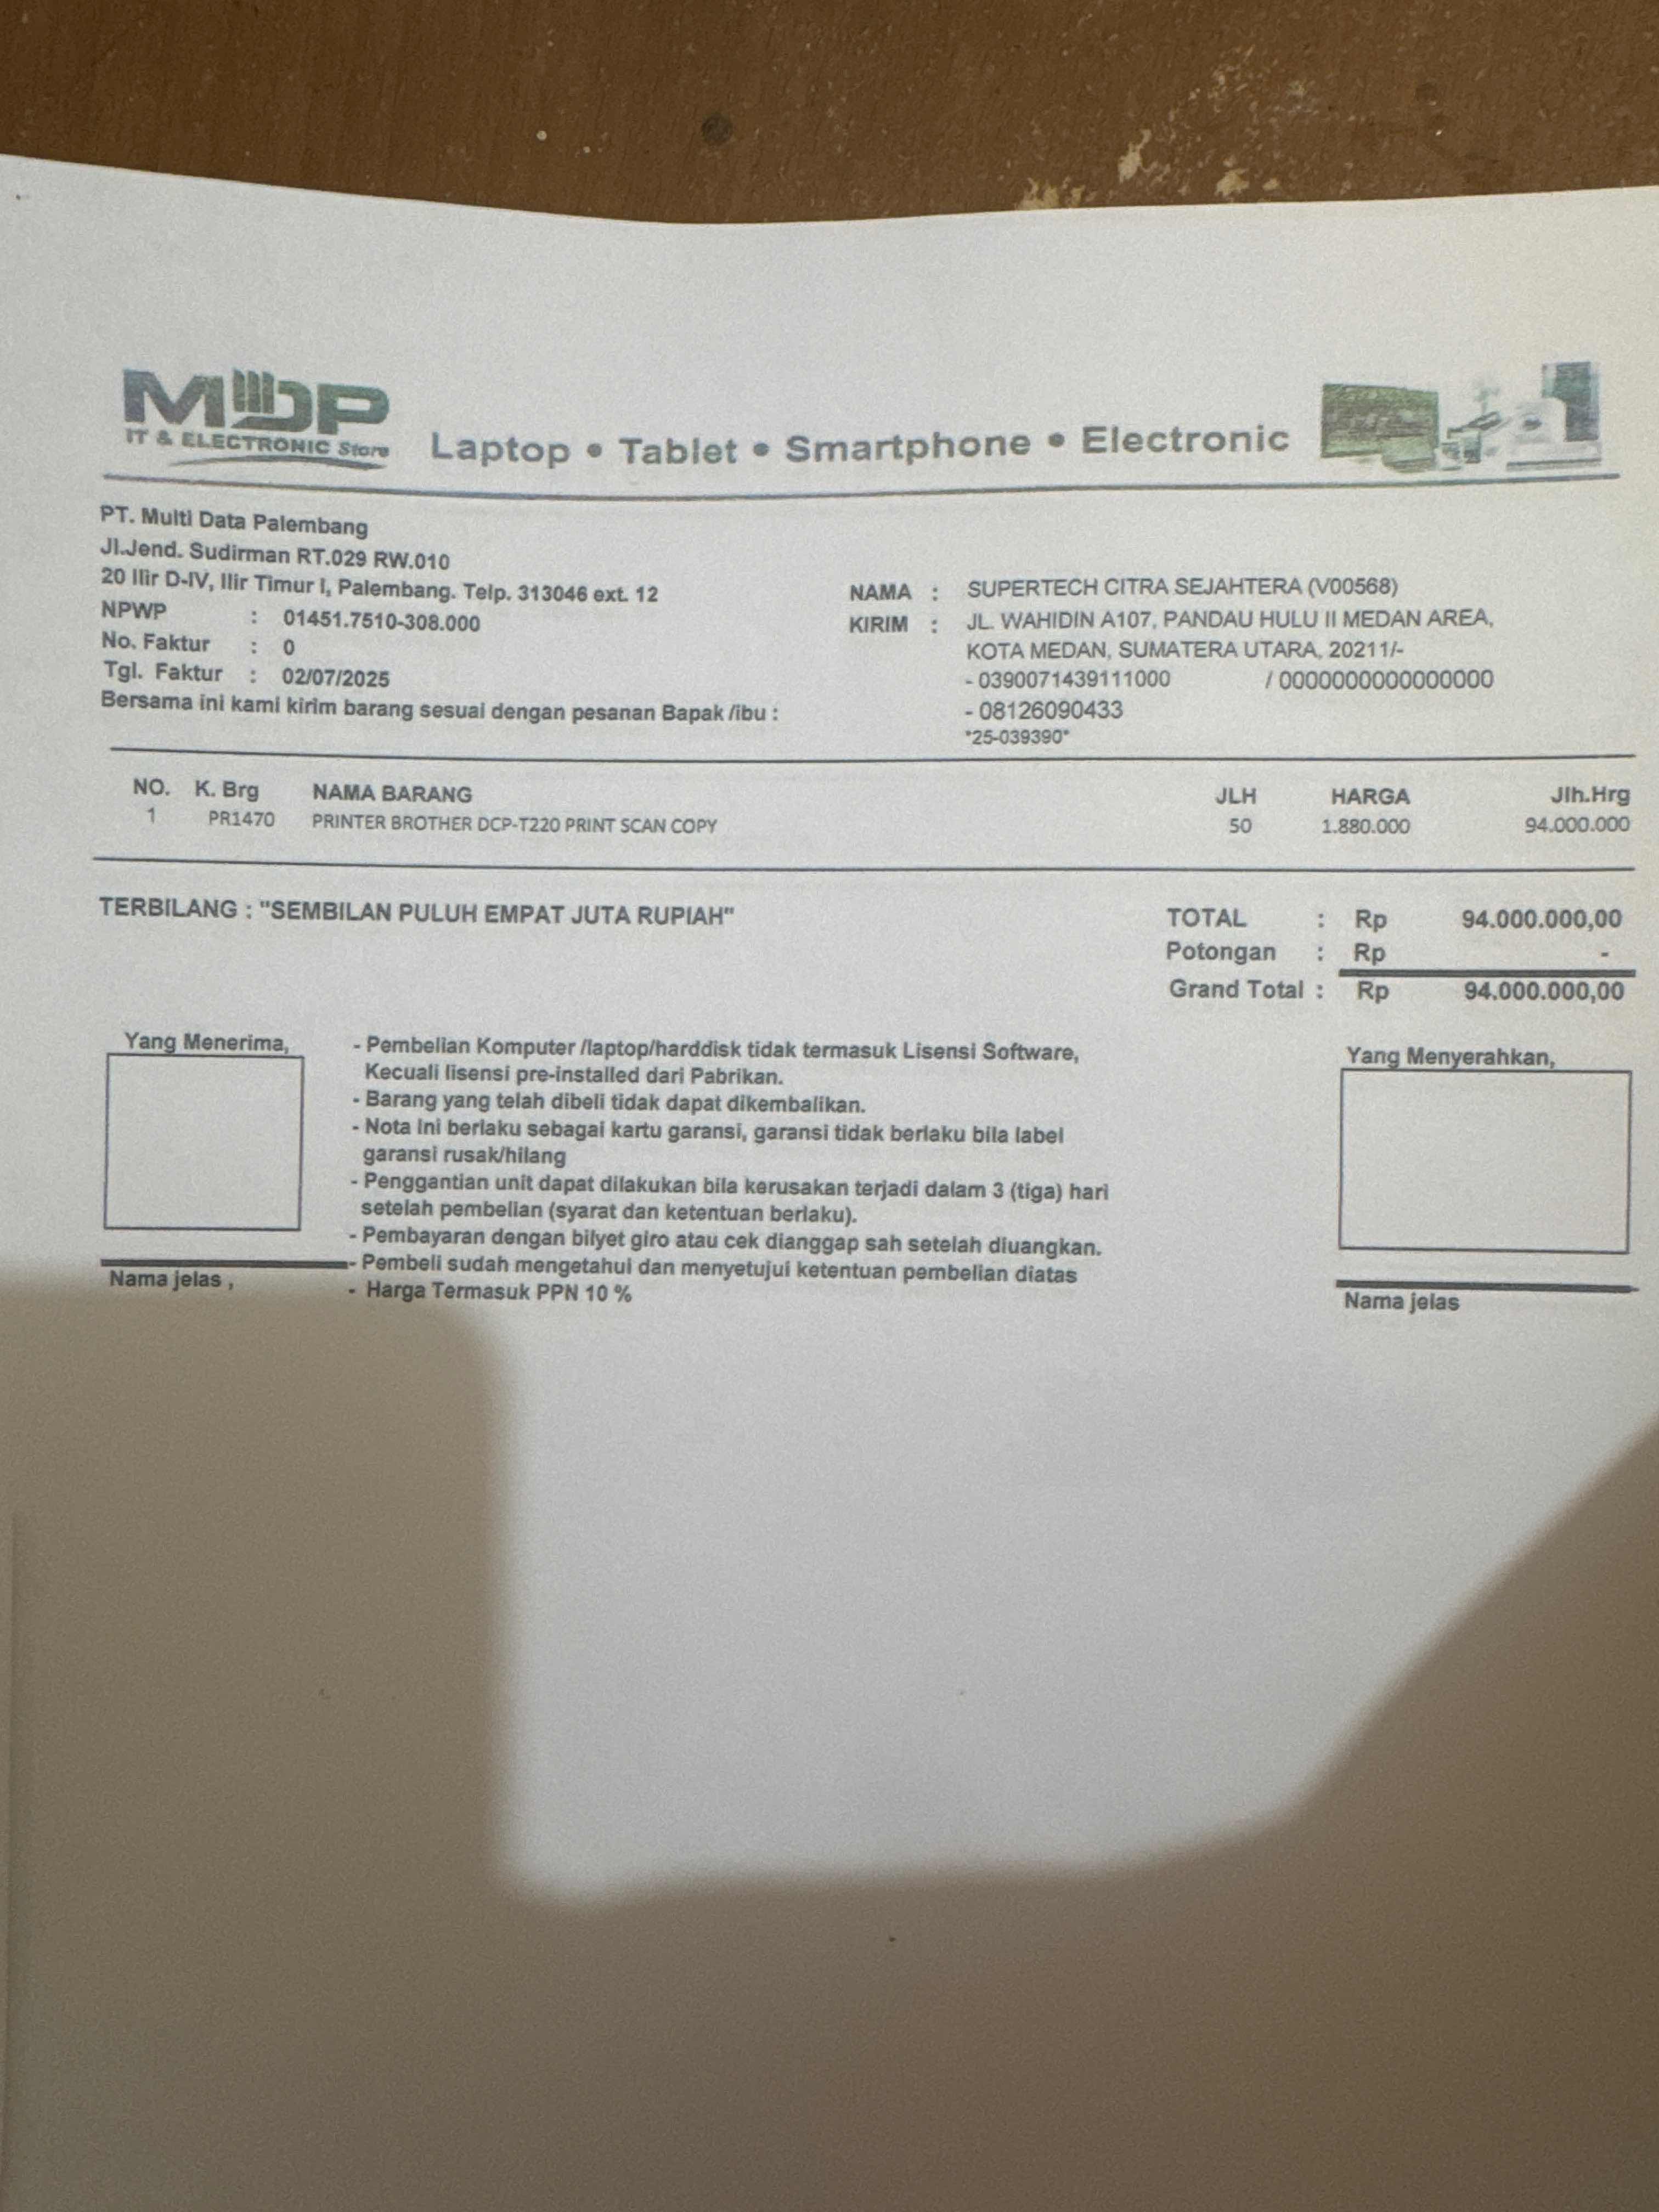 MDP
IT & ELECTRONIC Store
Laptop • Tablet • Smartphone • Electronic
PT. Multi Data Palembang
Jl.Jend. Sudirman RT.029 RW.010
20 Ilir D-IV, Ilir Timur I, Palembang. Telp. 313046 ext. 12
NPWP : 01451.7510-308.000
No. Faktur : 0
Tgl. Faktur : 02/07/2025
Bersama ini kami kirim barang sesuai dengan pesanan Bapak /ibu :
NAMA : SUPERTECH CITRA SEJAHTERA (V00568)
KIRIM : JL. WAHIDIN A107, PANDAU HULU II MEDAN AREA,
KOTA MEDAN, SUMATERA UTARA, 20211/-
- 0390071439111000 / 0000000000000000
- 08126090433
*25-039390*
NO. K. Brg NAMA BARANG JLH HARGA Jlh.Hrg
1 PR1470 PRINTER BROTHER DCP-T220 PRINT SCAN COPY 50 1.880.000 94.000.000
TERBILANG : "SEMBILAN PULUH EMPAT JUTA RUPIAH"
TOTAL : Rp 94.000.000,00
Potongan : Rp -
Grand Total : Rp 94.000.000,00
Yang Menerima,
- Pembelian Komputer /laptop/harddisk tidak termasuk Lisensi Software,
Kecuali lisensi pre-installed dari Pabrikan.
- Barang yang telah dibeli tidak dapat dikembalikan.
- Nota ini berlaku sebagai kartu garansi, garansi tidak berlaku bila label
garansi rusak/hilang
- Penggantian unit dapat dilakukan bila kerusakan terjadi dalam 3 (tiga) hari
setelah pembelian (syarat dan ketentuan berlaku).
- Pembayaran dengan bilyet giro atau cek dianggap sah setelah diuangkan.
- Pembeli sudah mengetahui dan menyetujui ketentuan pembelian diatas
- Harga Termasuk PPN 10 %
Nama jelas ,
Yang Menyerahkan,
Nama jelas